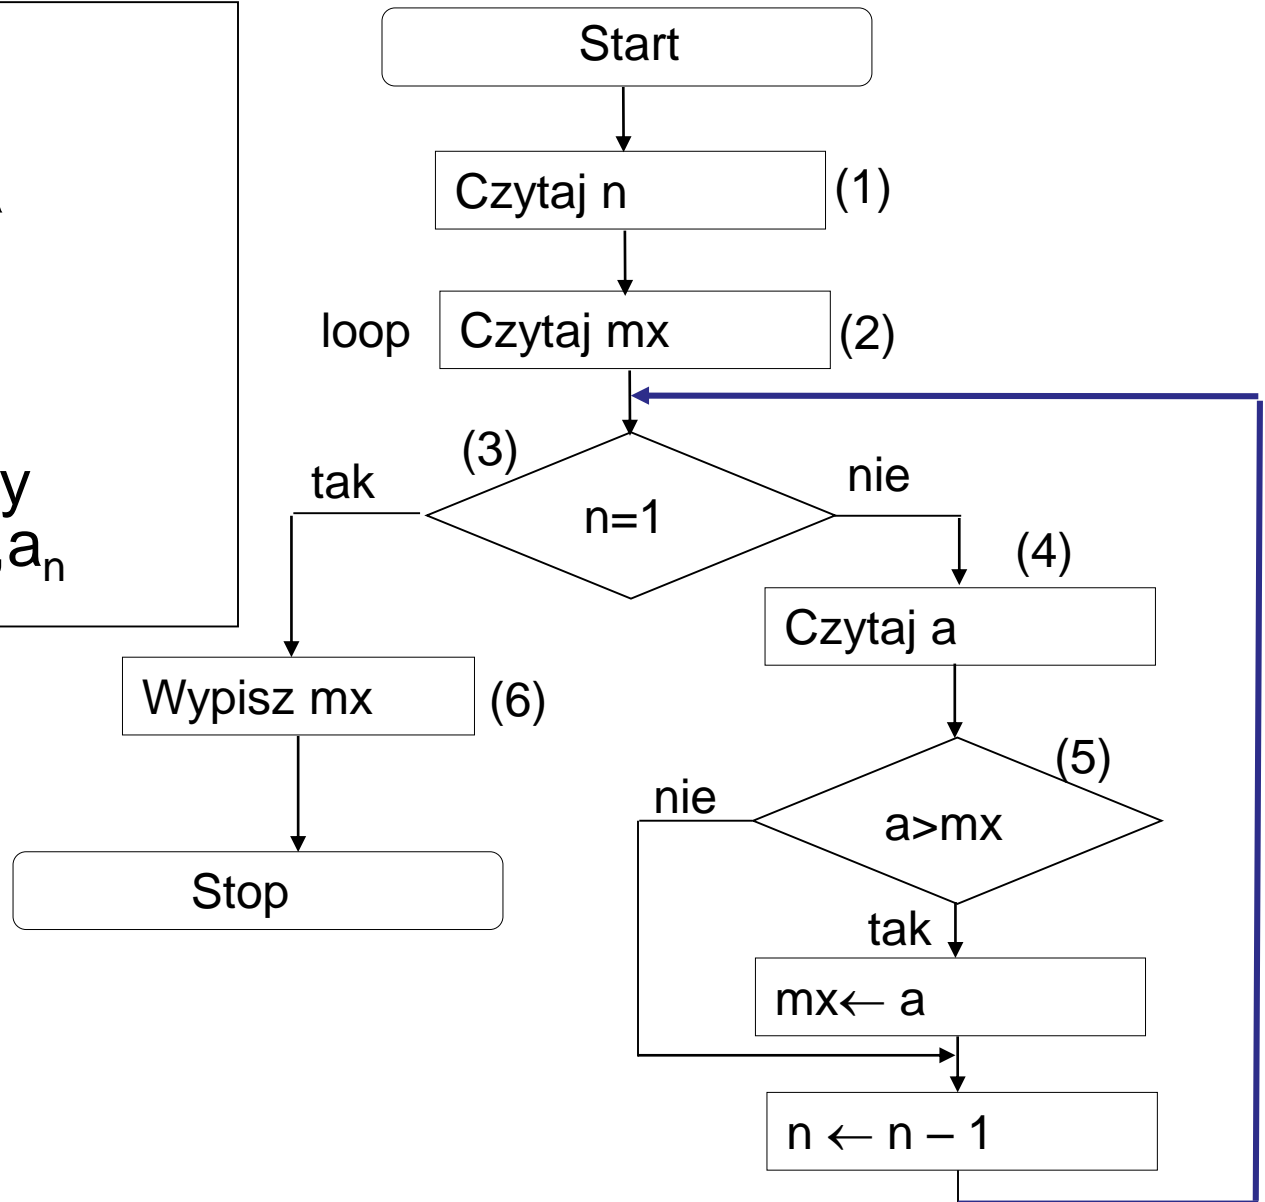 Start
Czytaj n
(1)
loop
Czytaj mx
(2)
(3)
tak
n=1
nie
(4)
Czytaj a
y
aₙ
Wypisz mx
(6)
(5)
nie
a>mx
Stop
tak
mx← a
n ← n – 1